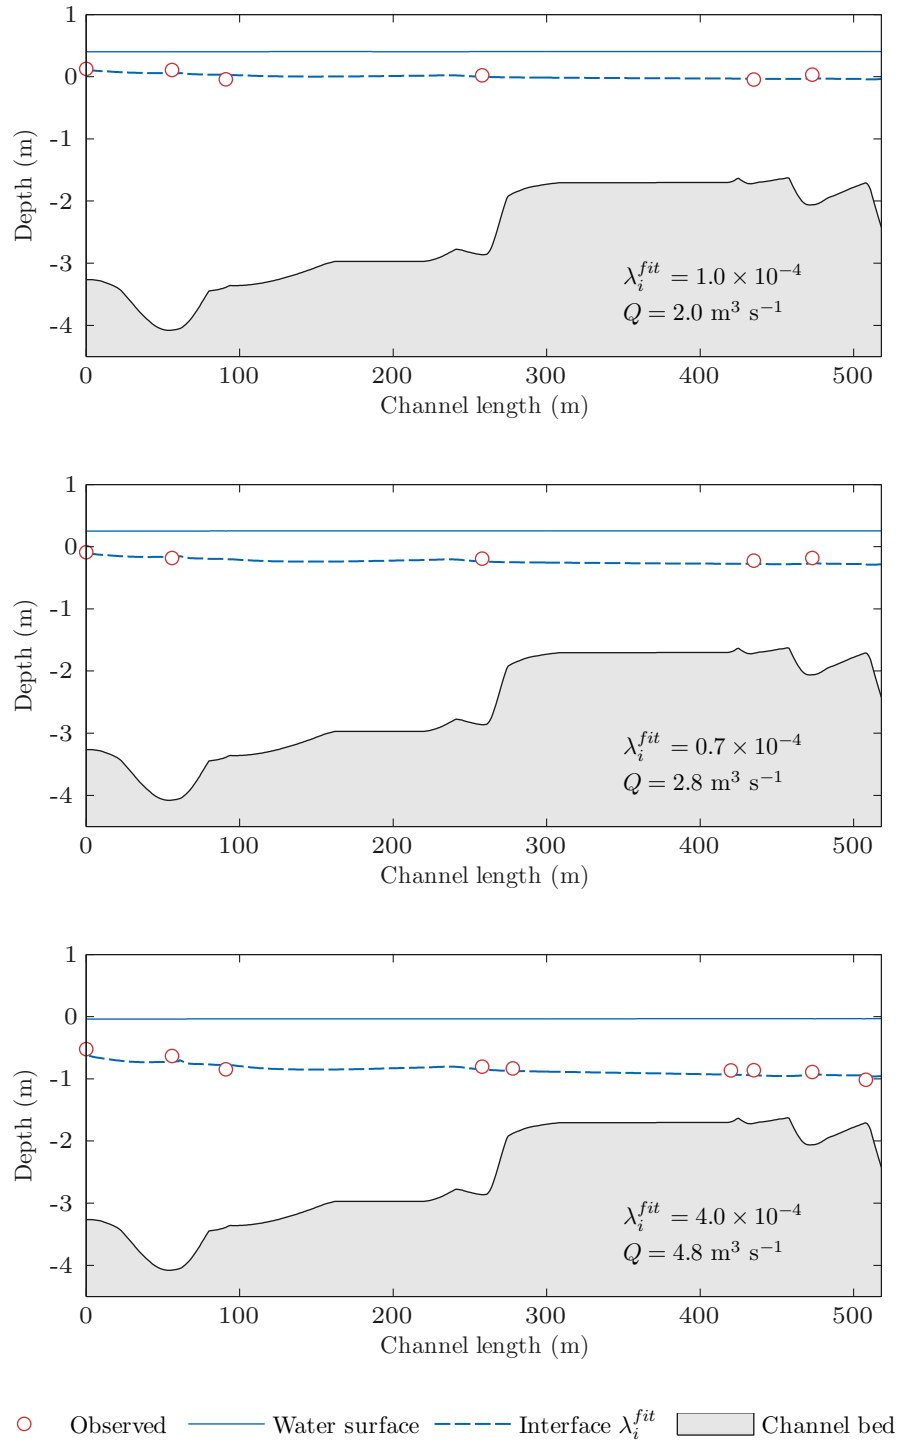 1
0
-1
-2
-3
-4
Depth (m)
λ_i^{fit} = 1.0 × 10^{-4}
Q = 2.0 m³ s⁻¹
0 100 200 300 400 500
Channel length (m)
1
0
-1
-2
-3
-4
Depth (m)
λ_i^{fit} = 0.7 × 10^{-4}
Q = 2.8 m³ s⁻¹
0 100 200 300 400 500
Channel length (m)
1
0
-1
-2
-3
-4
Depth (m)
λ_i^{fit} = 4.0 × 10^{-4}
Q = 4.8 m³ s⁻¹
0 100 200 300 400 500
Channel length (m)
Observed Water surface Interface λ_i^{fit} Channel bed